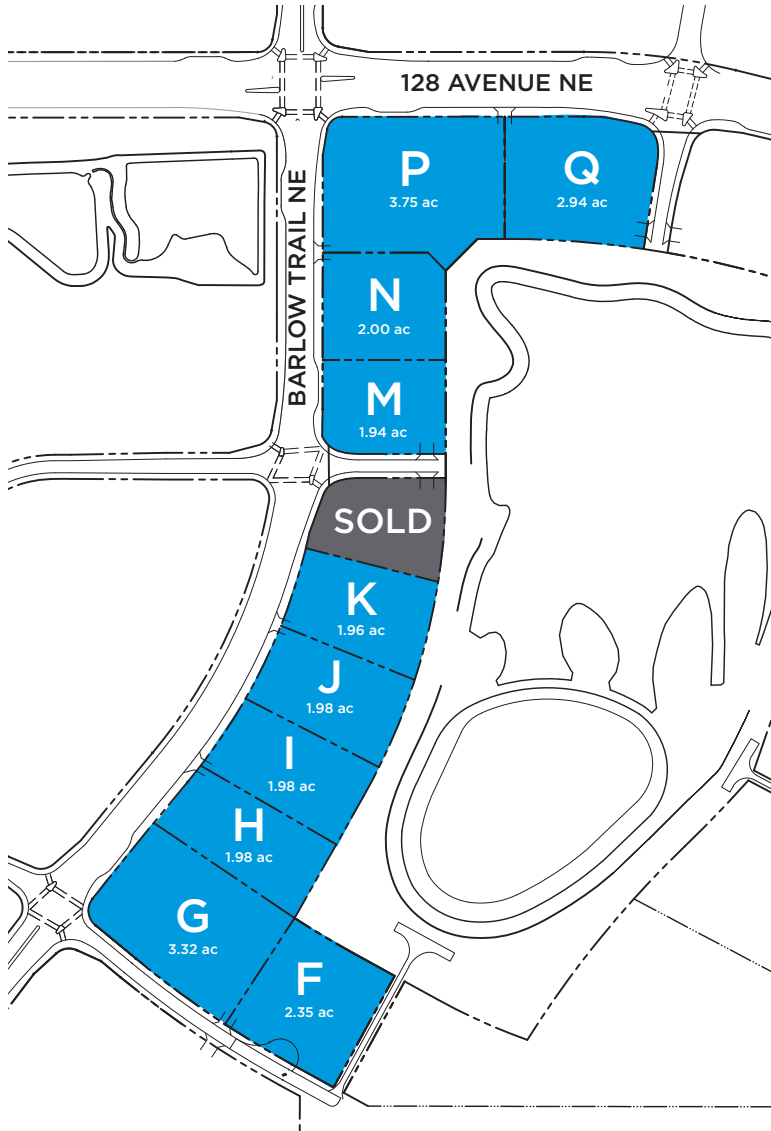 128 AVENUE NE
BARLOW TRAIL NE
P
3.75 ac
Q
2.94 ac
N
2.00 ac
M
1.94 ac
SOLD
K
1.96 ac
J
1.98 ac
I
1.98 ac
H
1.98 ac
G
3.32 ac
F
2.35 ac